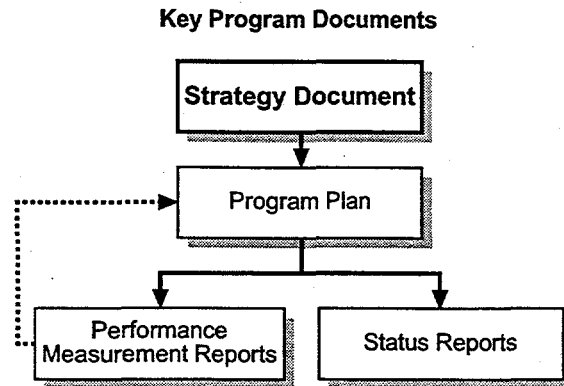 Key Program Documents
Strategy Document
Program Plan
Performance
Measurement Reports
Status Reports